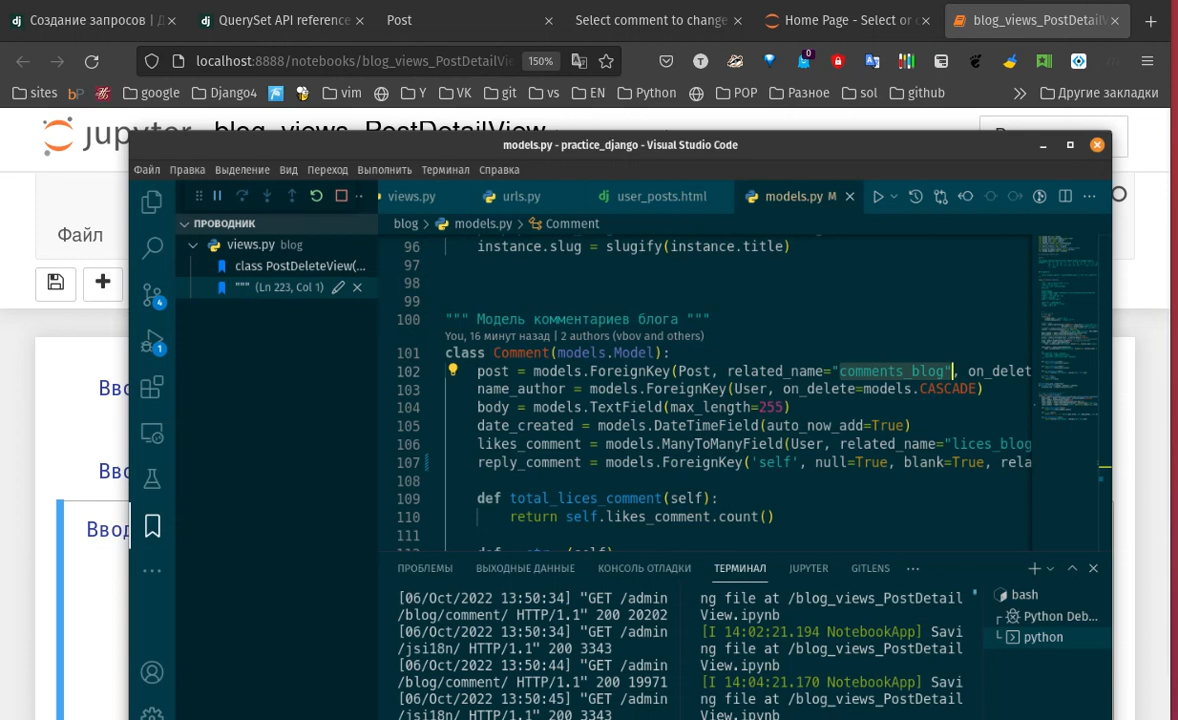 Создание запросов | Д
QuerySet API reference
Post
Select comment to change
Home Page - Select or c
blog_views_PostDetailV
localhost:8888/notebooks/blog_views_PostDetailVi
150%
0
sites
bP
google
Django4
vim
Y
VK
git
vs
EN
Python
POP
Разное
sol
github
Другие закладки
jupyter
blog_views_PostDetailView
models.py - practice_django - Visual Studio Code
Файл
Правка
Выделение
Вид
Переход
Выполнить
Терминал
Справка
views.py
urls.py
user_posts.html
models.py M
ПРОВОДНИК
blog > models.py > Comment
views.py blog
class PostDeleteView(...
""" (Ln 223, Col 1)
Файл
4
1
Вво
Вво
Ввод
96 instance.slug = slugify(instance.title)
97
98
99
100 """ Модель комментариев блога """
You, 16 минут назад | 2 authors (vbov and others)
101 class Comment(models.Model):
102 post = models.ForeignKey(Post, related_name="comments_blog", on_delet
103 name_author = models.ForeignKey(User, on_delete=models.CASCADE)
104 body = models.TextField(max_length=255)
105 date_created = models.DateTimeField(auto_now_add=True)
106 likes_comment = models.ManyToManyField(User, related_name="lices_blog
107 reply_comment = models.ForeignKey('self', null=True, blank=True, rela
108
109 def total_lices_comment(self):
110 return self.likes_comment.count()
111
ПРОБЛЕМЫ
ВЫХОДНЫЕ ДАННЫЕ
КОНСОЛЬ ОТЛАДКИ
ТЕРМИНАЛ
JUPYTER
GITLENS
[06/Oct/2022 13:50:34] "GET /admin
/blog/comment/ HTTP/1.1" 200 20202
[06/Oct/2022 13:50:34] "GET /admin
/jsi18n/ HTTP/1.1" 200 3343
[06/Oct/2022 13:50:44] "GET /admin
/blog/comment/ HTTP/1.1" 200 19971
[06/Oct/2022 13:50:45] "GET /admin
/jsi18n/ HTTP/1.1" 200 3343
ng file at /blog_views_PostDetail
View.ipynb
[I 14:02:21.194 NotebookApp] Savi
ng file at /blog_views_PostDetail
View.ipynb
[I 14:04:21.170 NotebookApp] Savi
ng file at /blog_views_PostDetail
View.ipynb
bash
Python Deb...
python